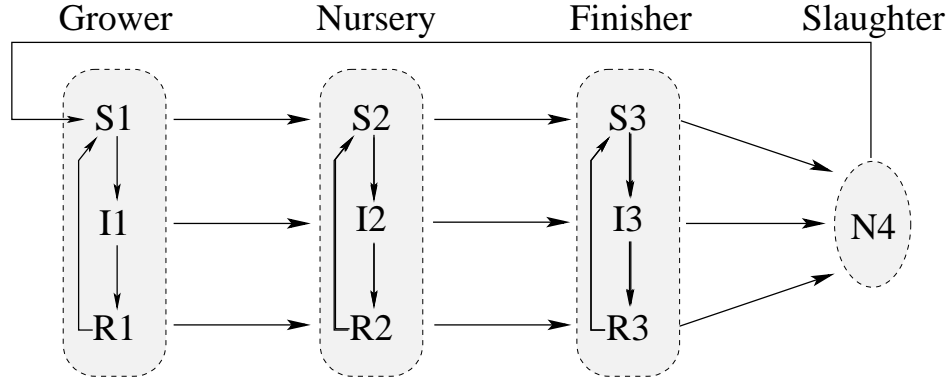 Grower Nursery Finisher Slaughter
S1 S2 S3
I1 I2 I3 N4
R1 R2 R3